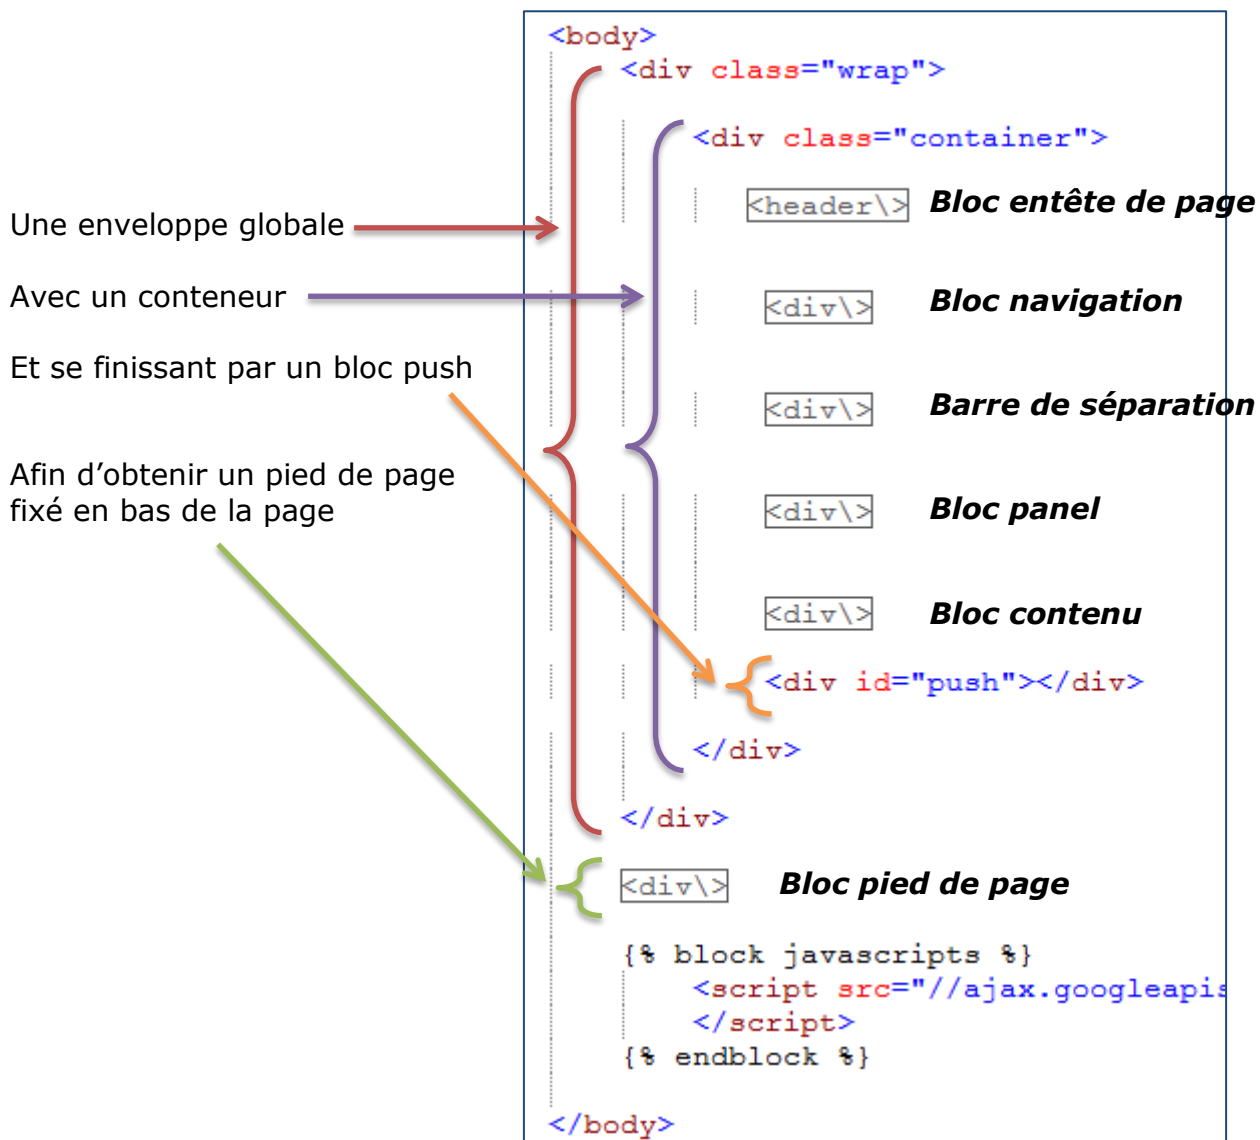 <body>
<div class="wrap">
<div class="container">
<header\> Bloc entête de page
Une enveloppe globale
Avec un conteneur
<div\> Bloc navigation
Et se finissant par un bloc push
<div\> Barre de séparation
Afin d’obtenir un pied de page
fixé en bas de la page
<div\> Bloc panel
<div\> Bloc contenu
<div id="push"></div>
</div>
</div>
<div\> Bloc pied de page
{% block javascripts %}
<script src="//ajax.googleapis
</script>
{% endblock %}
</body>